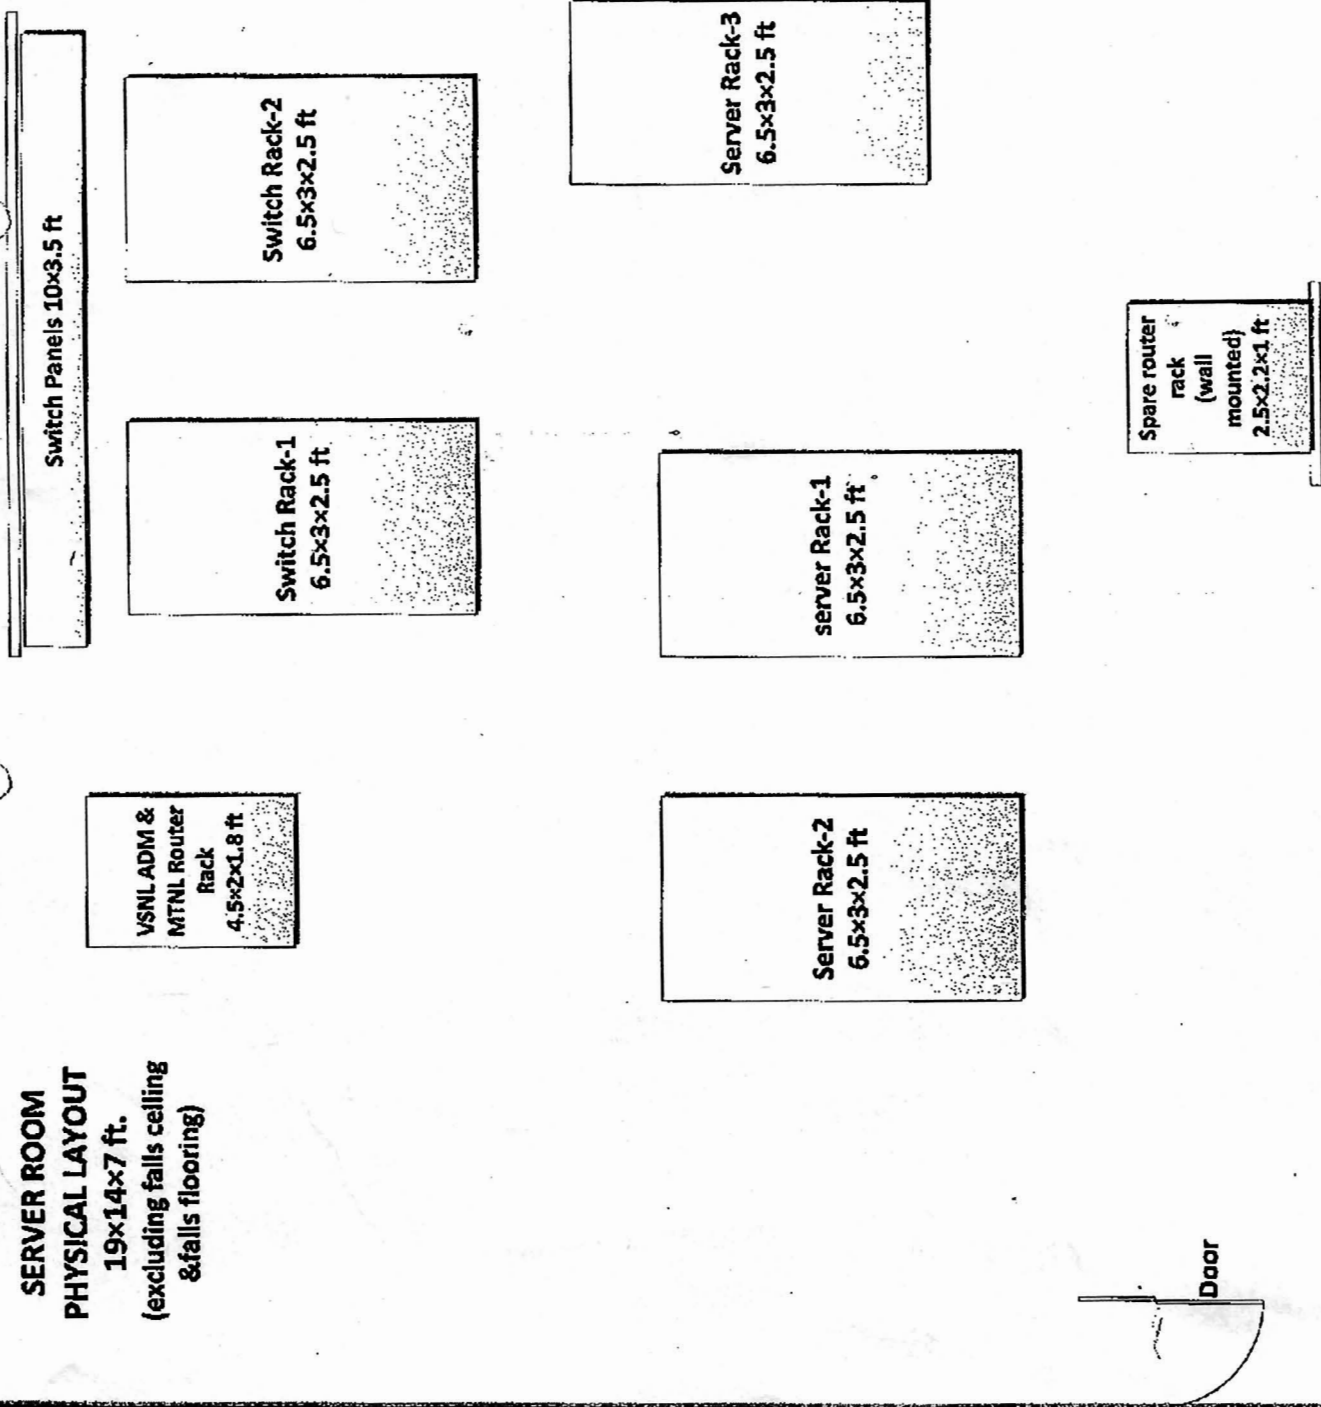 SERVER ROOM
PHYSICAL LAYOUT
19×14×7 ft.
(excluding falls celling
&falls flooring)
VSNL ADM &
MTNL Router
Rack
4.5×2×1.8 ft
Switch Panels 10×3.5 ft
Switch Rack-1
6.5×3×2.5 ft
Switch Rack-2
6.5×3×2.5 ft
Server Rack-2
6.5×3×2.5 ft
server Rack-1
6.5×3×2.5 ft
Server Rack-3
6.5×3×2.5 ft
Spare router
rack
(wall
mounted)
2.5×2.2×1 ft
Door